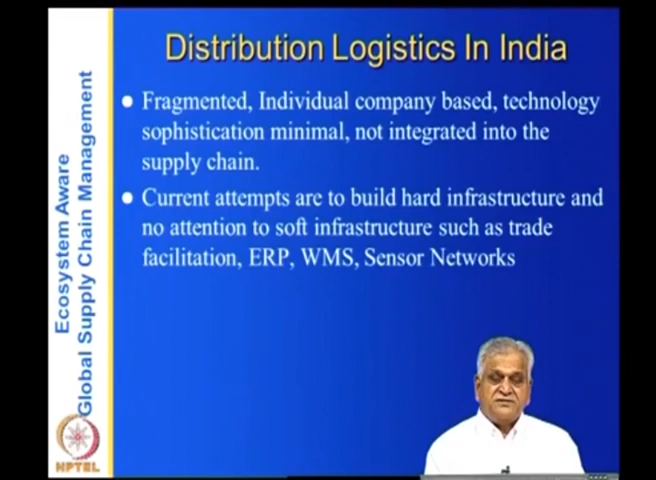 Distribution Logistics In India
Fragmented, Individual company based, technology
sophistication minimal, not integrated into the
supply chain.
Current attempts are to build hard infrastructure and
no attention to soft infrastructure such as trade
facilitation, ERP, WMS, Sensor Networks
Ecosystem Aware
Global Supply Chain Management
NPTEL